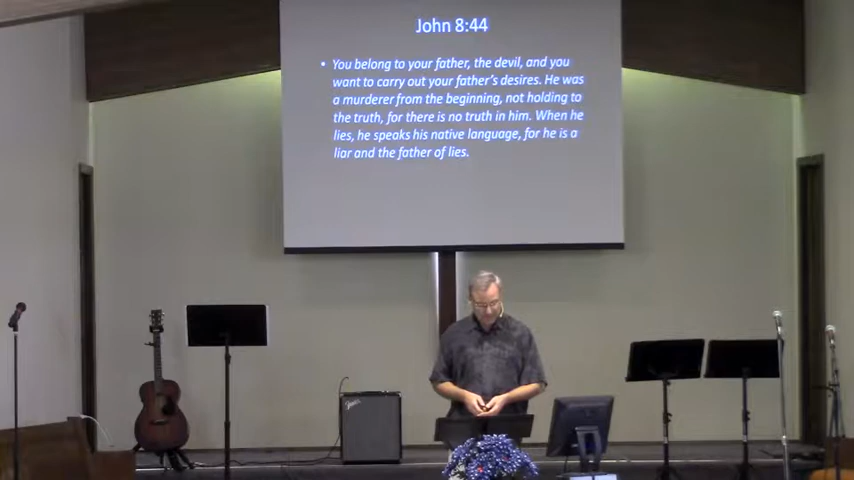 John 8:44
• You belong to your father, the devil, and you
want to carry out your father's desires. He was
a murderer from the beginning, not holding to
the truth, for there is no truth in him. When he
lies, he speaks his native language, for he is a
liar and the father of lies.